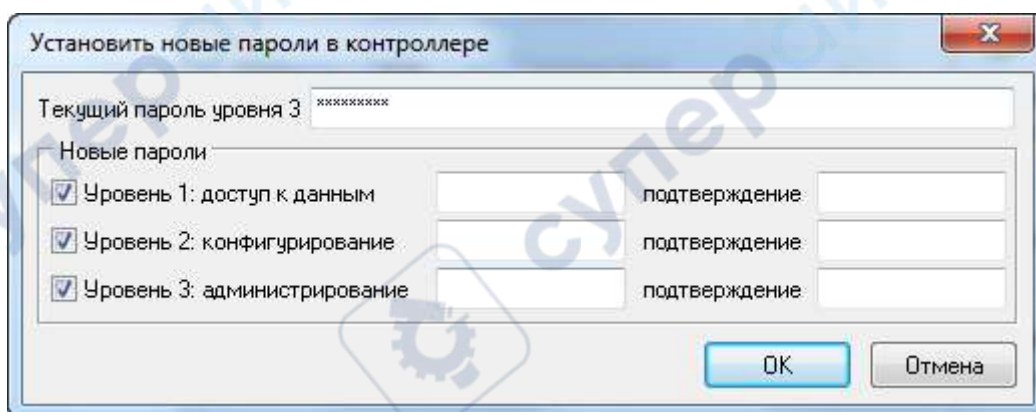 Установить новые пароли в контроллере
Текущий пароль уровня 3 *********
Новые пароли
Уровень 1: доступ к данным подтверждение
Уровень 2: конфигурирование подтверждение
Уровень 3: администрирование подтверждение
OK Отмена
супер